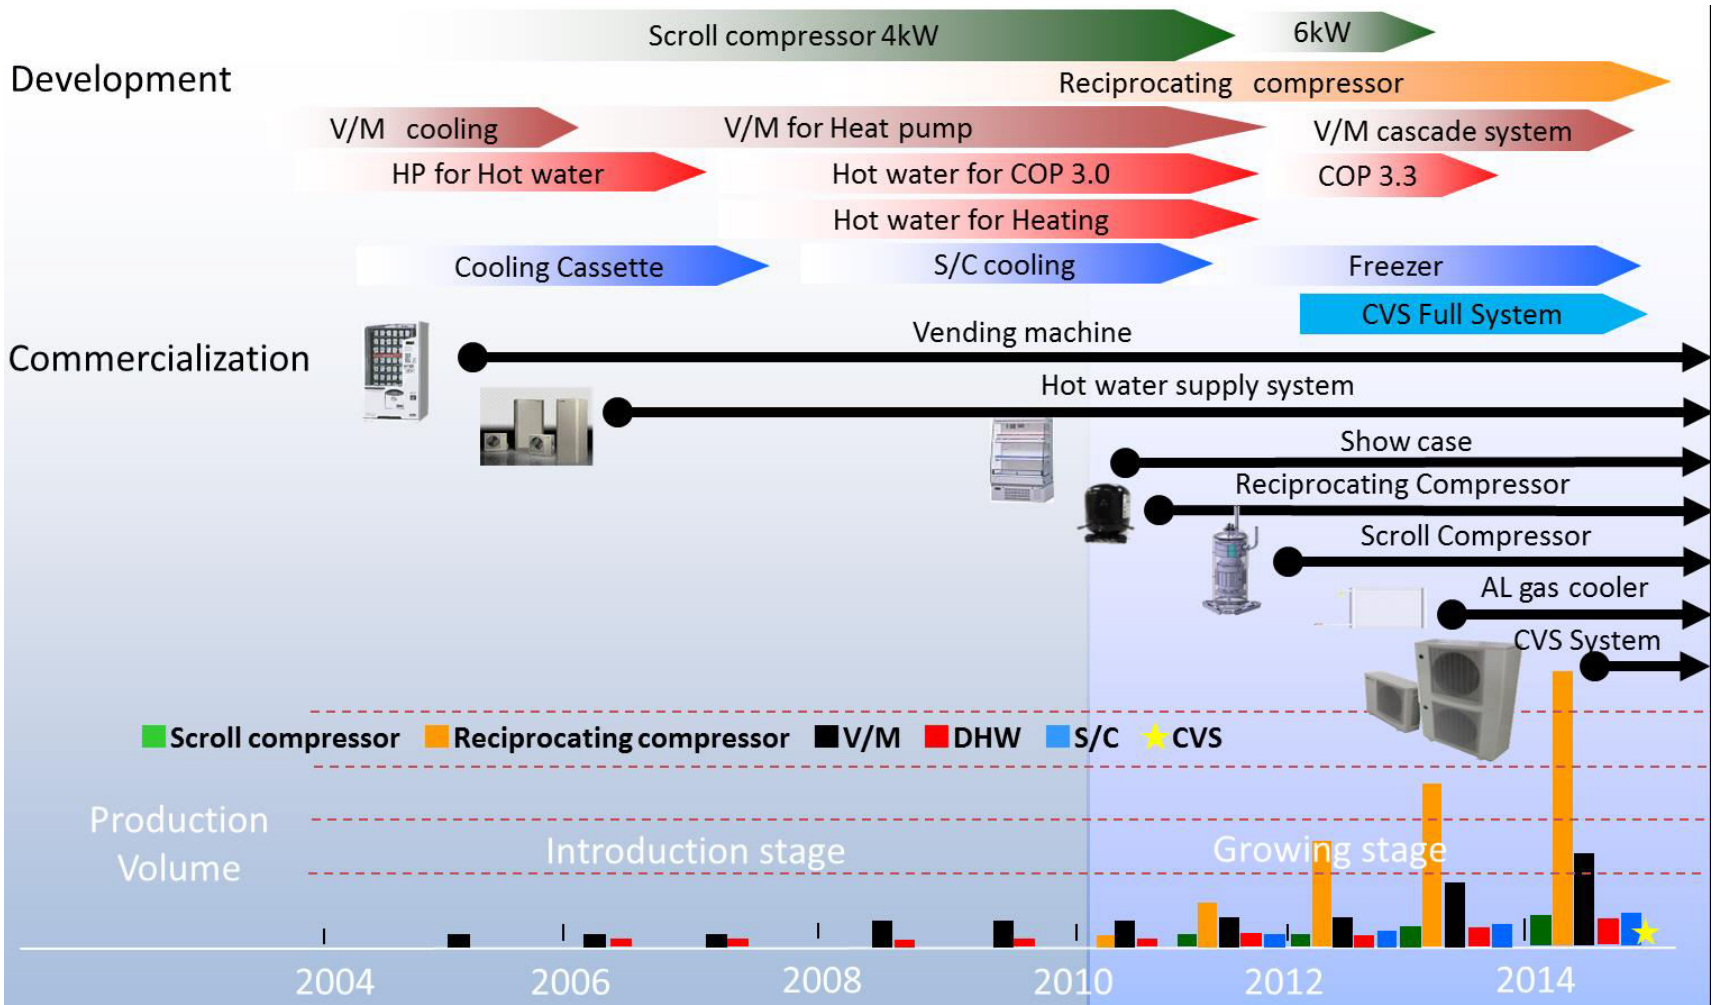 Scroll compressor 4kW
6kW
Development
Reciprocating compressor
V/M cooling
V/M for Heat pump
V/M cascade system
HP for Hot water
Hot water for COP 3.0
COP 3.3
Hot water for Heating
Cooling Cassette
S/C cooling
Freezer
CVS Full System
Vending machine
Commercialization
Hot water supply system
Show case
Reciprocating Compressor
Scroll Compressor
AL gas cooler
CVS System
Scroll compressor
Reciprocating compressor
V/M
DHW
S/C
CVS
Production
Volume
Introduction stage
Growing stage
2004
2006
2008
2010
2012
2014